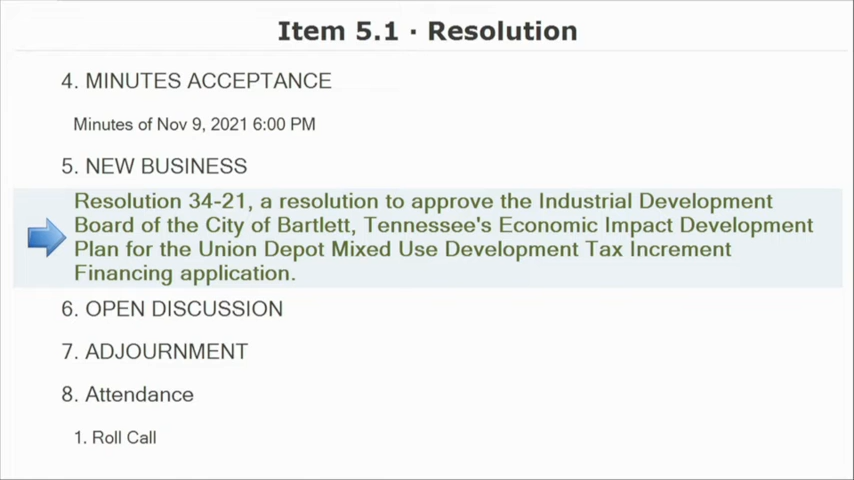 Item 5.1 · Resolution
4. MINUTES ACCEPTANCE
Minutes of Nov 9, 2021 6:00 PM
5. NEW BUSINESS
Resolution 34-21, a resolution to approve the Industrial Development
Board of the City of Bartlett, Tennessee's Economic Impact Development
Plan for the Union Depot Mixed Use Development Tax Increment
Financing application.
6. OPEN DISCUSSION
7. ADJOURNMENT
8. Attendance
1. Roll Call